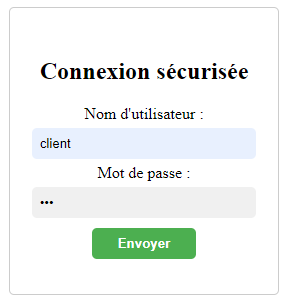 Connexion sécurisée
Nom d'utilisateur :
client
Mot de passe :
•••
Envoyer